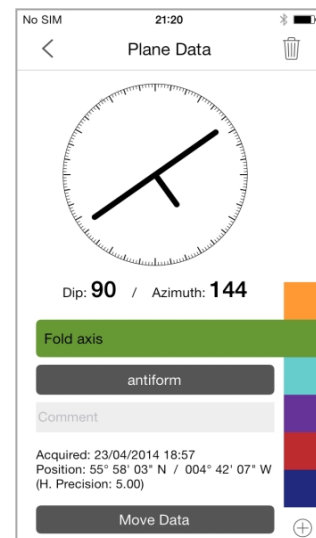 No SIM 21:20
Plane Data
Dip: 90 / Azimuth: 144
Fold axis
antiform
Comment
Acquired: 23/04/2014 18:57
Position: 55° 58' 03" N / 004° 42' 07" W
(H. Precision: 5.00)
Move Data